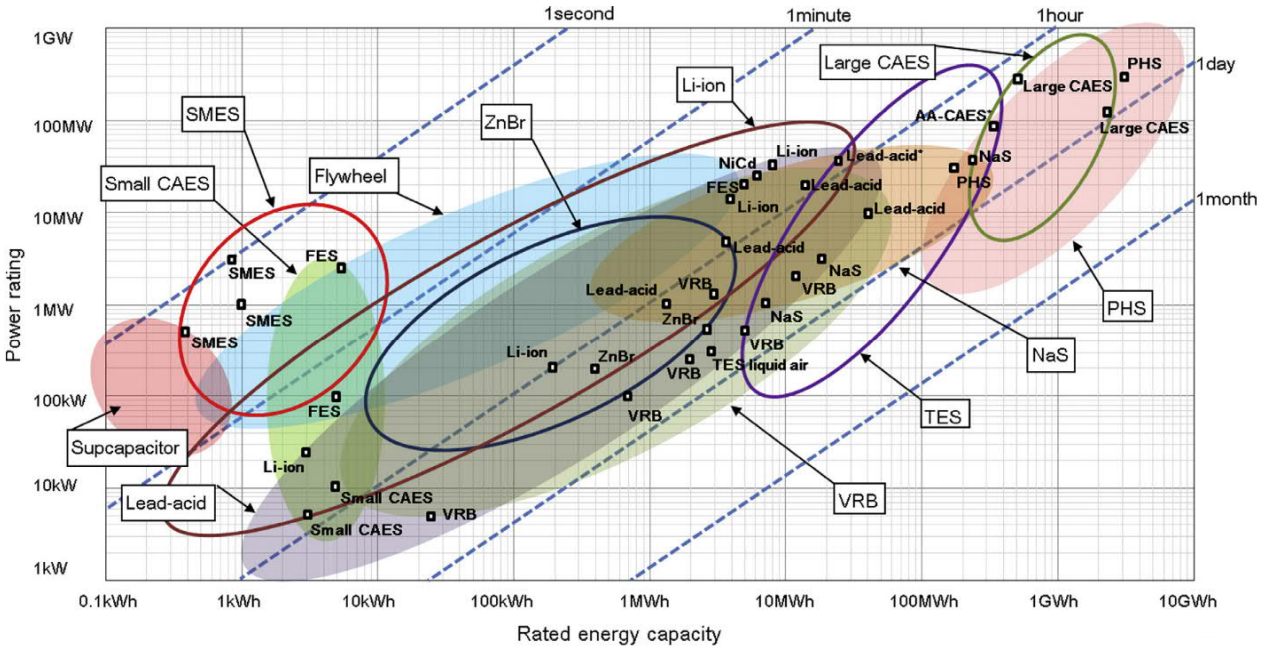 1second
1minute
1hour
1GW
Large CAES
PHS
1day
Li-ion
Large CAES
SMES
ZnBr
AA-CAES*
Large CAES
100MW
Li-ion
Lead-acid*
NaS
Small CAES
Flywheel
NiCd
PHS
FES
Lead-acid
1month
Li-ion
Lead-acid
10MW
Lead-acid
FES
SMES
NaS
VRB
VRB
Lead-acid
PHS
1MW
SMES
NaS
ZnBr
SMES
VRB
NaS
Li-ion
ZnBr
TES liquid air
VRB
100kW
FES
VRB
TES
Supcapacitor
Li-ion
Lead-acid
Small CAES
VRB
10kW
VRB
Small CAES
1kW
Power rating
0.1kWh
1kWh
10kWh
100kWh
1MWh
10MWh
100MWh
1GWh
10GWh
Rated energy capacity